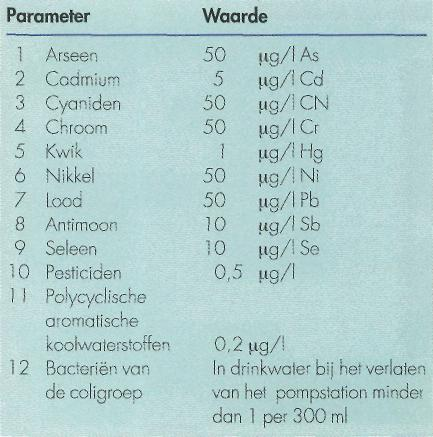 Parameter Waarde
1 Arseen 50 µg/l As
2 Cadmium 5 µg/l Cd
3 Cyaniden 50 µg/l CN
4 Chroom 50 µg/l Cr
5 Kwik 1 µg/l Hg
6 Nikkel 50 µg/l Ni
7 Lood 50 µg/l Pb
8 Antimoon 10 µg/l Sb
9 Seleen 10 µg/l Se
10 Pesticiden 0,5 µg/l
11 Polycyclische
aromatische
koolwaterstoffen 0,2 µg/l
12 Bacteriën van In drinkwater bij het verlaten
de coligroep van het pompstation minder
dan 1 per 300 ml